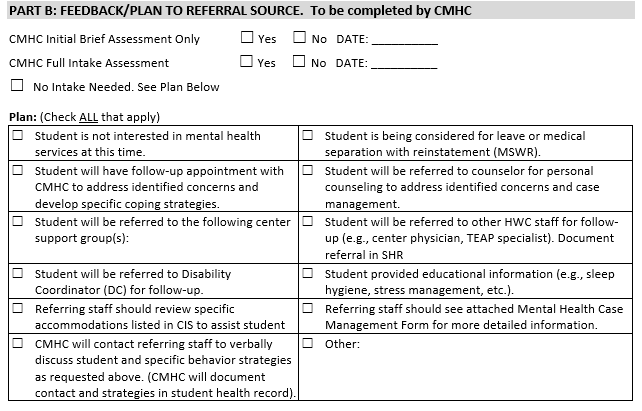 PART B: FEEDBACK/PLAN TO REFERRAL SOURCE. To be completed by CMHC
CMHC Initial Brief Assessment Only ☐ Yes ☐ No DATE: __________
CMHC Full Intake Assessment ☐ Yes ☐ No DATE: __________
☐ No Intake Needed. See Plan Below
Plan: (Check ALL that apply)
☐ Student is not interested in mental health
services at this time.
☐ Student is being considered for leave or medical
separation with reinstatement (MSWR).
☐ Student will have follow-up appointment with
CMHC to address identified concerns and
develop specific coping strategies.
☐ Student will be referred to counselor for personal
counseling to address identified concerns and case
management.
☐ Student will be referred to the following center
support group(s):
☐ Student will be referred to other HWC staff for follow-
up (e.g., center physician, TEAP specialist). Document
referral in SHR
☐ Student will be referred to Disability
Coordinator (DC) for follow-up.
☐ Student provided educational information (e.g., sleep
hygiene, stress management, etc.).
☐ Referring staff should review specific
accommodations listed in CIS to assist student
☐ Referring staff should see attached Mental Health Case
Management Form for more detailed information.
☐ CMHC will contact referring staff to verbally
discuss student and specific behavior strategies
as requested above. (CMHC will document
contact and strategies in student health record).
☐ Other: